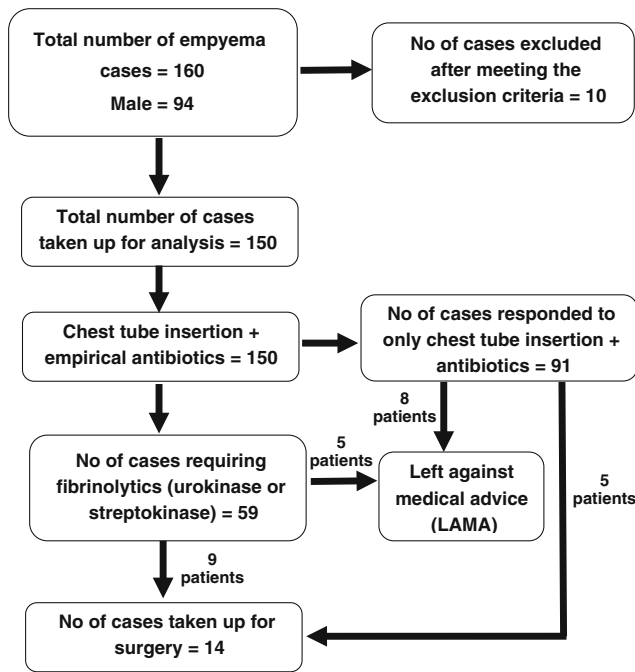 Total number of empyema
cases = 160
Male = 94
No of cases excluded
after meeting the
exclusion criteria = 10
Total number of cases
taken up for analysis = 150
Chest tube insertion +
empirical antibiotics = 150
No of cases responded to
only chest tube insertion +
antibiotics = 91
8
patients
5
patients
No of cases requiring
fibrinolytics (urokinase or
streptokinase) = 59
Left against
medical advice
(LAMA)
5
patients
9
patients
No of cases taken up for
surgery = 14